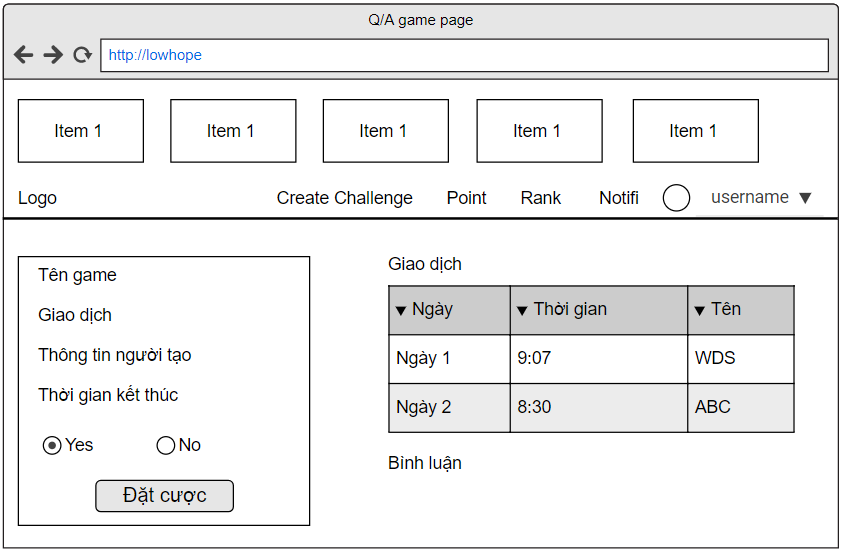 Q/A game page
http://lowhope
Item 1 Item 1 Item 1 Item 1 Item 1
Logo Create Challenge Point Rank Notifi username
Tên game
Giao dịch
Thông tin người tạo
Thời gian kết thúc
Yes No
Đặt cược
Giao dịch
Ngày Thời gian Tên
Ngày 1 9:07 WDS
Ngày 2 8:30 ABC
Bình luận